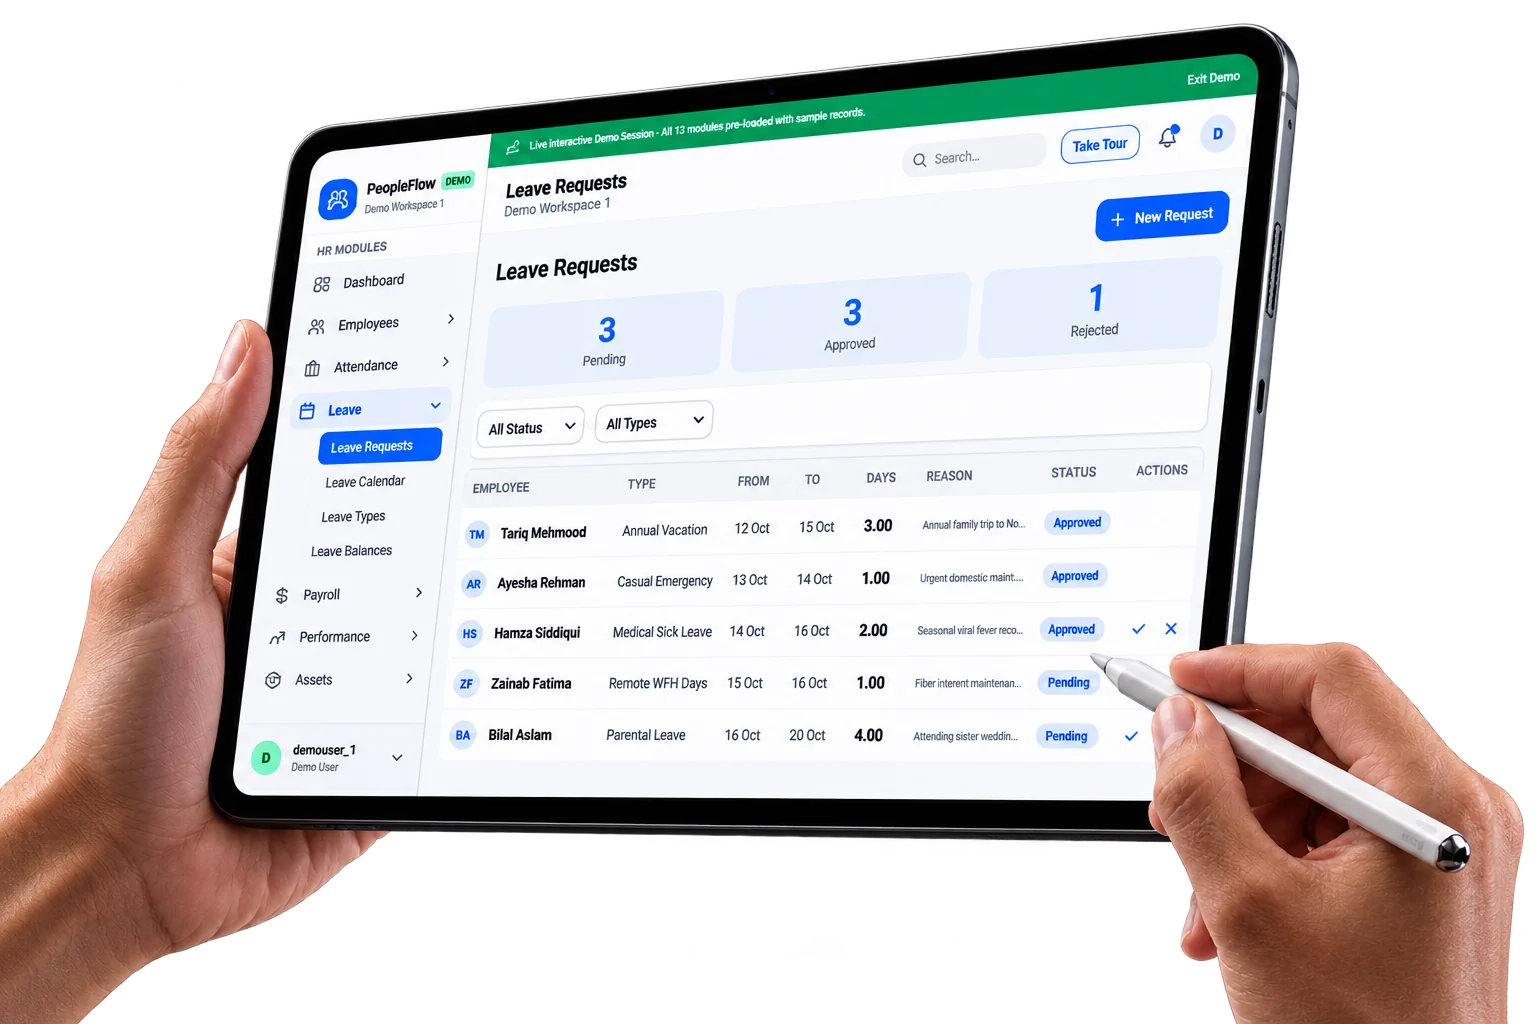 Live interactive Demo Session - All 13 modules pre-loaded with sample records.
Exit Demo
PeopleFlow DEMO
Demo Workspace 1
Leave Requests
Demo Workspace 1
Search...
Take Tour
D
HR MODULES
Dashboard
Employees
Attendance
Leave
Leave Requests
Leave Calendar
Leave Types
Leave Balances
Payroll
Performance
Assets
D
demouser_1
Demo User
Leave Requests
+ New Request
3
Pending
3
Approved
1
Rejected
All Status
All Types
EMPLOYEE TYPE FROM TO DAYS REASON STATUS ACTIONS
TM Tariq Mehmood Annual Vacation 12 Oct 15 Oct 3.00 Annual family trip to No... Approved
AR Ayesha Rehman Casual Emergency 13 Oct 14 Oct 1.00 Urgent domestic maint.... Approved
HS Hamza Siddiqui Medical Sick Leave 14 Oct 16 Oct 2.00 Seasonal viral fever reco... Approved
ZF Zainab Fatima Remote WFH Days 15 Oct 16 Oct 1.00 Fiber interent maintenan... Pending
BA Bilal Aslam Parental Leave 16 Oct 20 Oct 4.00 Attending sister weddin... Pending